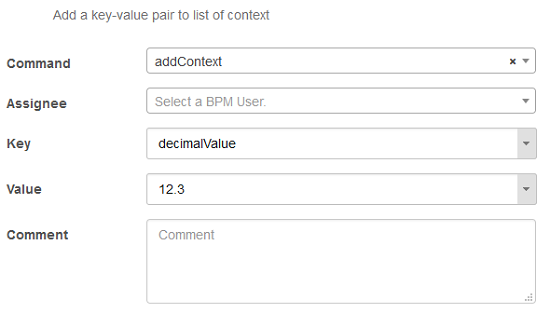 Add a key-value pair to list of context
Command addContext
Assignee Select a BPM User.
Key decimalValue
Value 12.3
Comment Comment